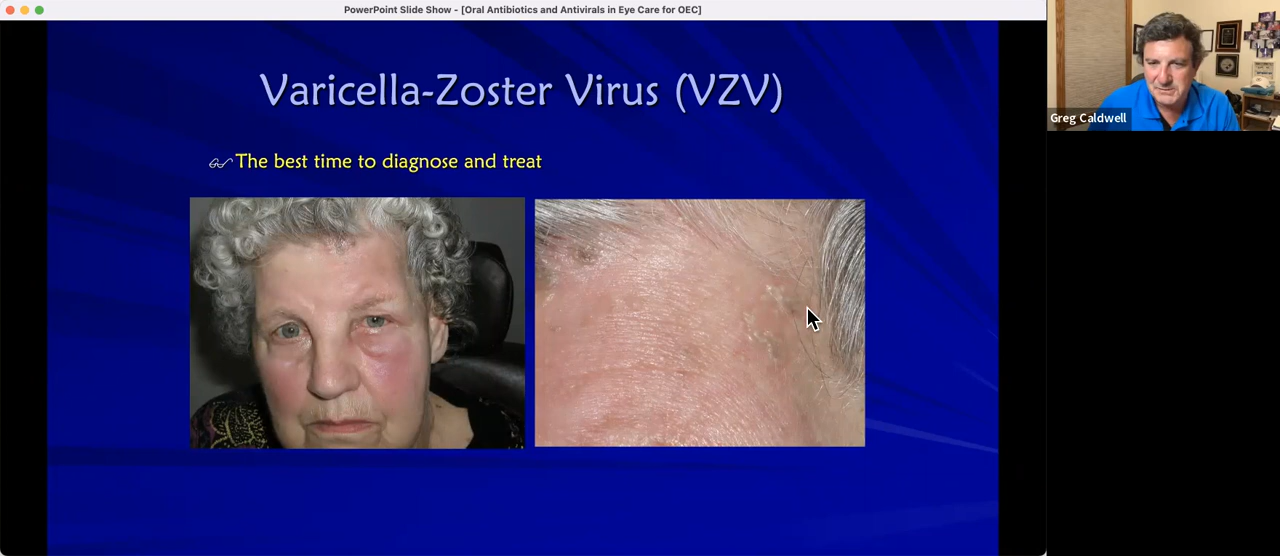 PowerPoint Slide Show - [Oral Antibiotics and Antivirals in Eye Care for OEC]
Varicella-Zoster Virus (VZV)
The best time to diagnose and treat
Greg Caldwell